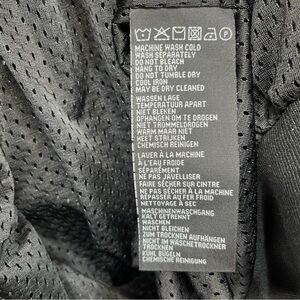 MACHINE WASH COLD
WASH SEPARATELY
DO NOT BLEACH
HANG TO DRY
DO NOT TUMBLE DRY
COOL IRON
MAY BE DRY CLEANED
WASSEN LAGE
TEMPERATUUR APART
NIET BLEKEN
OPHANGEN OM TE DROGEN
NIET TROMMELDROGEN
WARM MAAR NIET
HEET STRIJKEN
CHEMISCH REINIGEN
LAVER À LA MACHINE
À L'EAU FROIDE
SÉPARÉMENT
NE PAS JAVELLISER
FAIRE SÉCHER SUR CINTRE
NE PAS SÉCHER À LA MACHINE
REPASSER AU FER FROID
NETTOYAGE À SEC
MASCHINENWASCHGANG
KALT GETRENNT
WASCHEN
NICHT BLEICHEN
ZUM TROCKNEN AUFHÄNGEN
NICHT IM WÄSCHETROCKNER
TROCKNEN
KÜHL BÜGELN
CHEMISCHE REINIGUNG